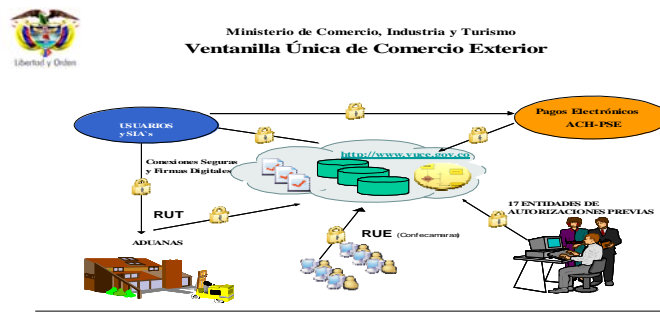 Ministerio de Comercio, Industria y Turismo
Ventanilla Única de Comercio Exterior
Libertad y Orden
USUARIOS
y SIA`s
Pagos Electrónicos
ACH-PSE
http://www.vuce.gov.co
Conexiones Seguras
y Firmas Digitales
17 ENTIDADES DE
AUTORIZACIONES PREVIAS
RUT
RUE (Confecamaras)
ADUANAS